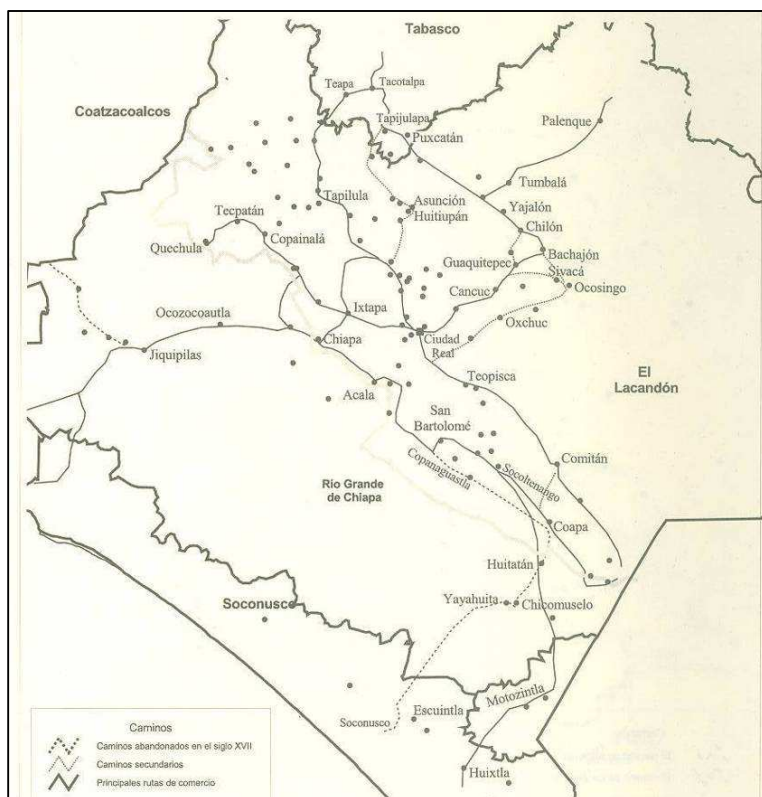 Tabasco
Teapa
Tacotalpa
Coatzacoalcos
Tapijulapa
Puxcatán
Palenque
Tumbalá
Tapilula
Asunción
Huitiupán
Yajalón
Tecpatán
Chilón
Quechula
Copainalá
Guaquitepec
Bachajón
Sivacá
Cancuc
Ocosingo
Ocozocoautla
Ixtapa
Oxchuc
Chiapa
Ciudad
Real
Jiquipilas
Teopisca
El
Lacandón
Acala
San
Bartolomé
Copanaguastla
Socoltenango
Comitán
Río Grande
de Chiapa
Coapa
Huitatán
Soconusco
Yayahuita
Chicomuselo
Motozintla
Soconusco
Escuintla
Huixtla
Caminos
Caminos abandonados en el siglo XVII
Caminos secundarios
Principales rutas de comercio